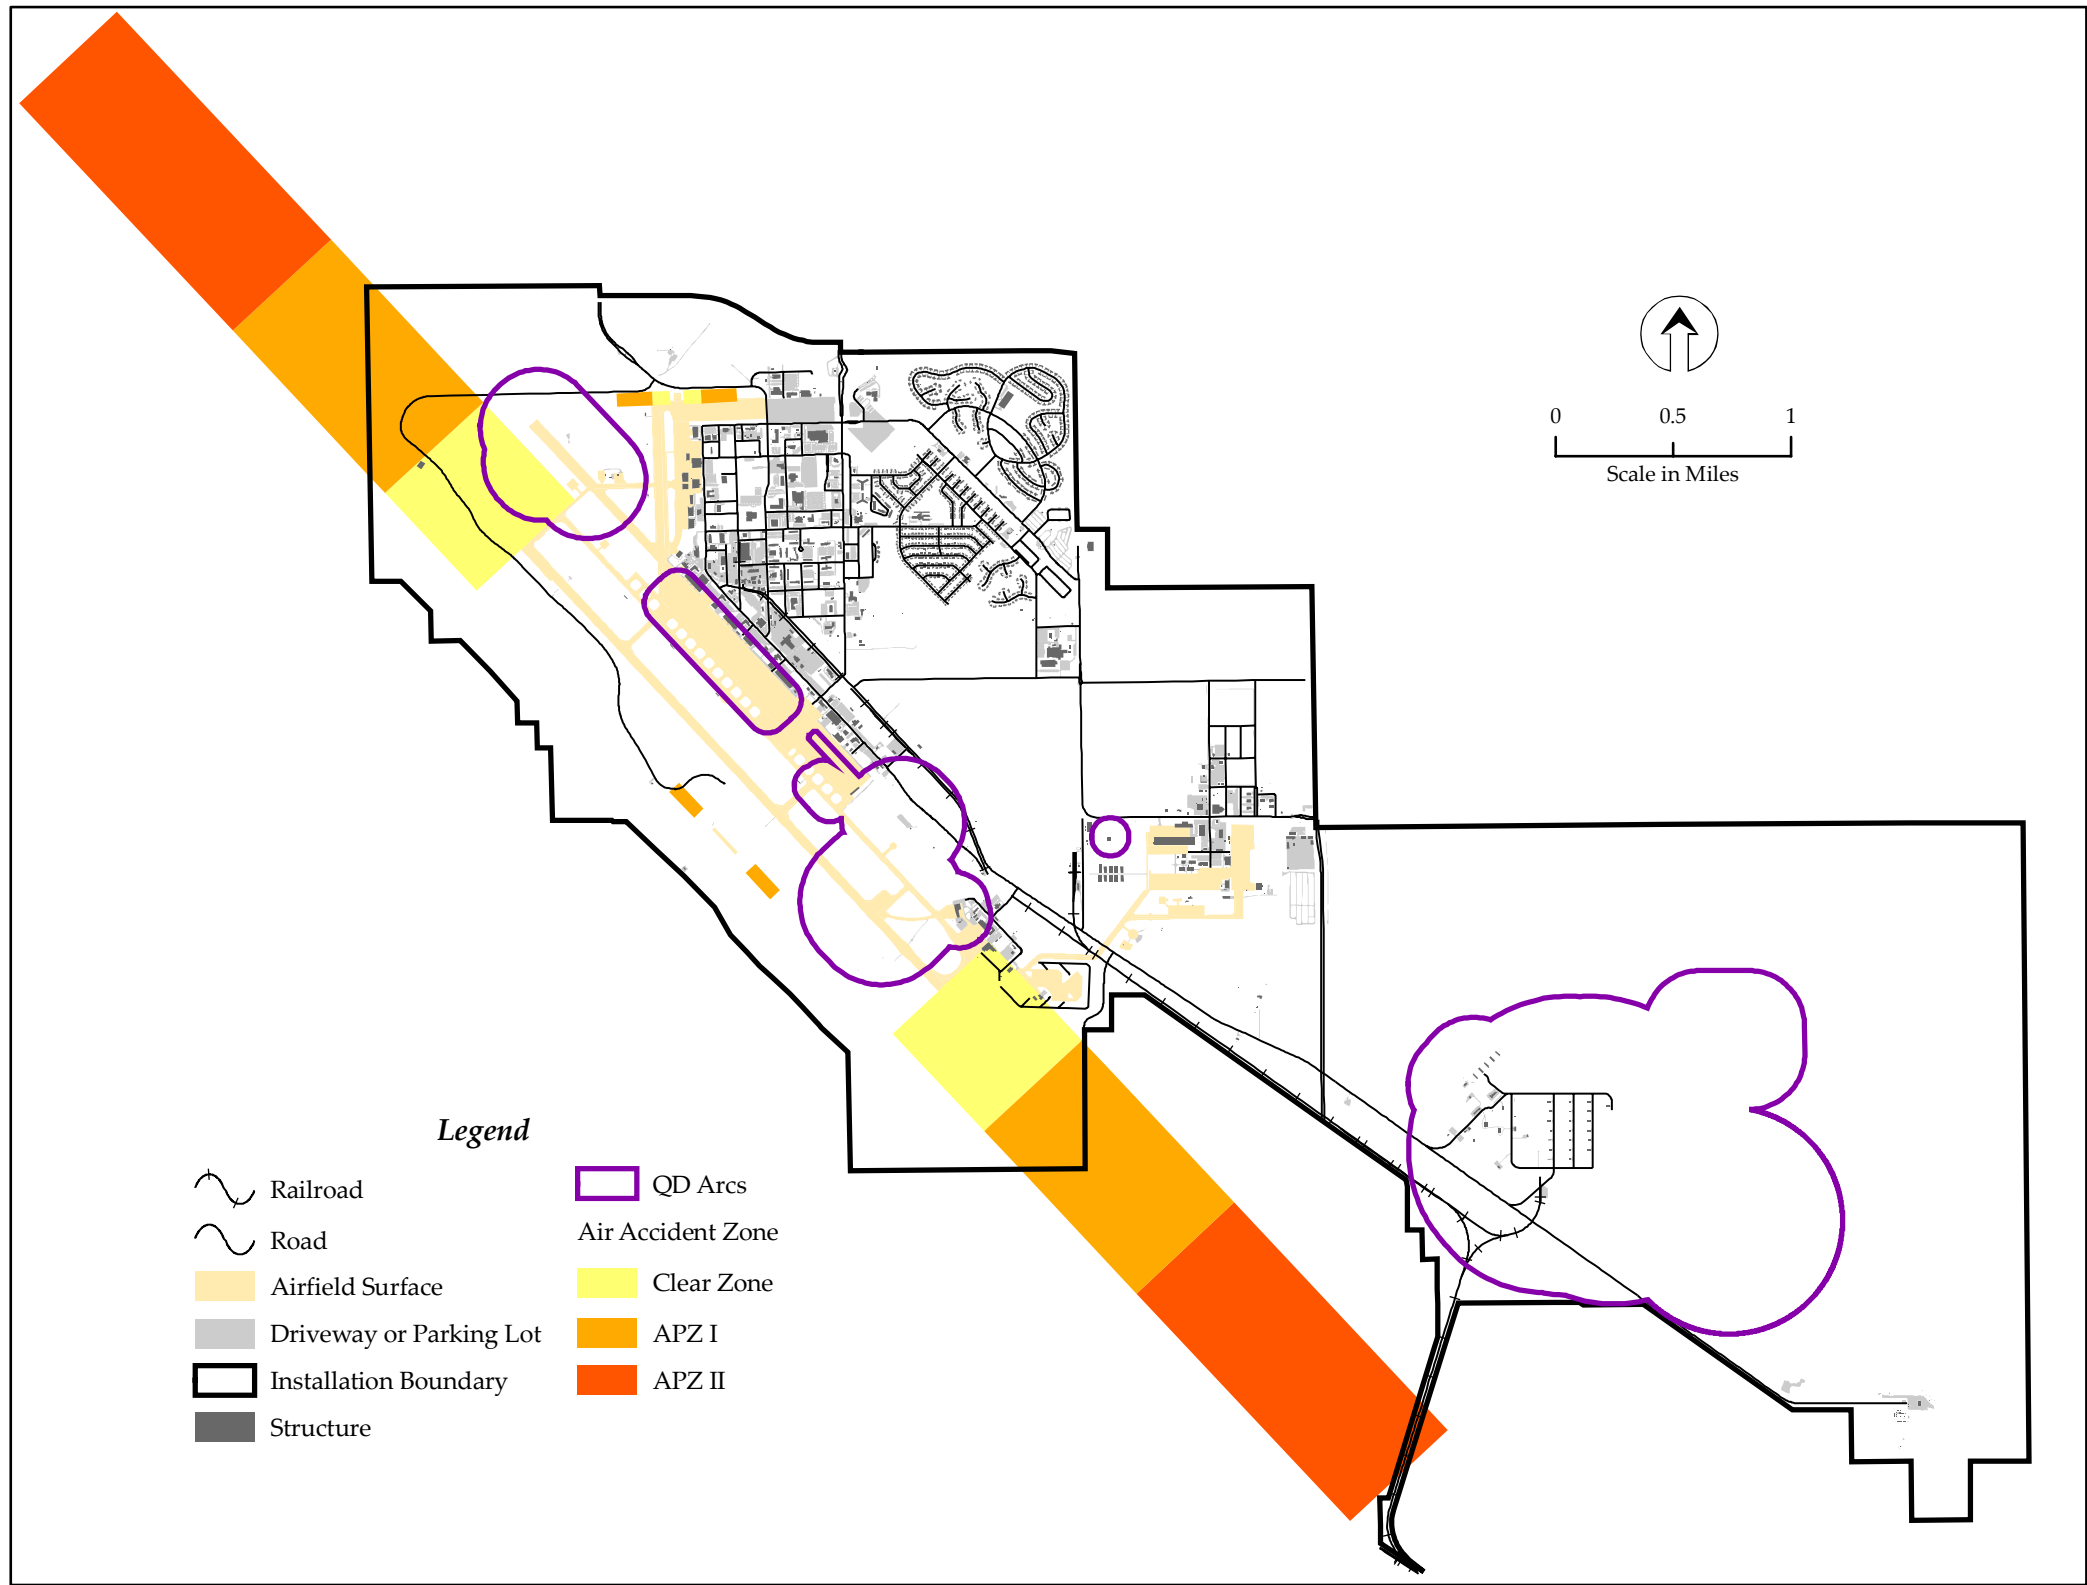 0 0.5 1
Scale in Miles
Legend
Railroad
Road
Airfield Surface
Driveway or Parking Lot
Installation Boundary
Structure
QD Arcs
Air Accident Zone
Clear Zone
APZ I
APZ II